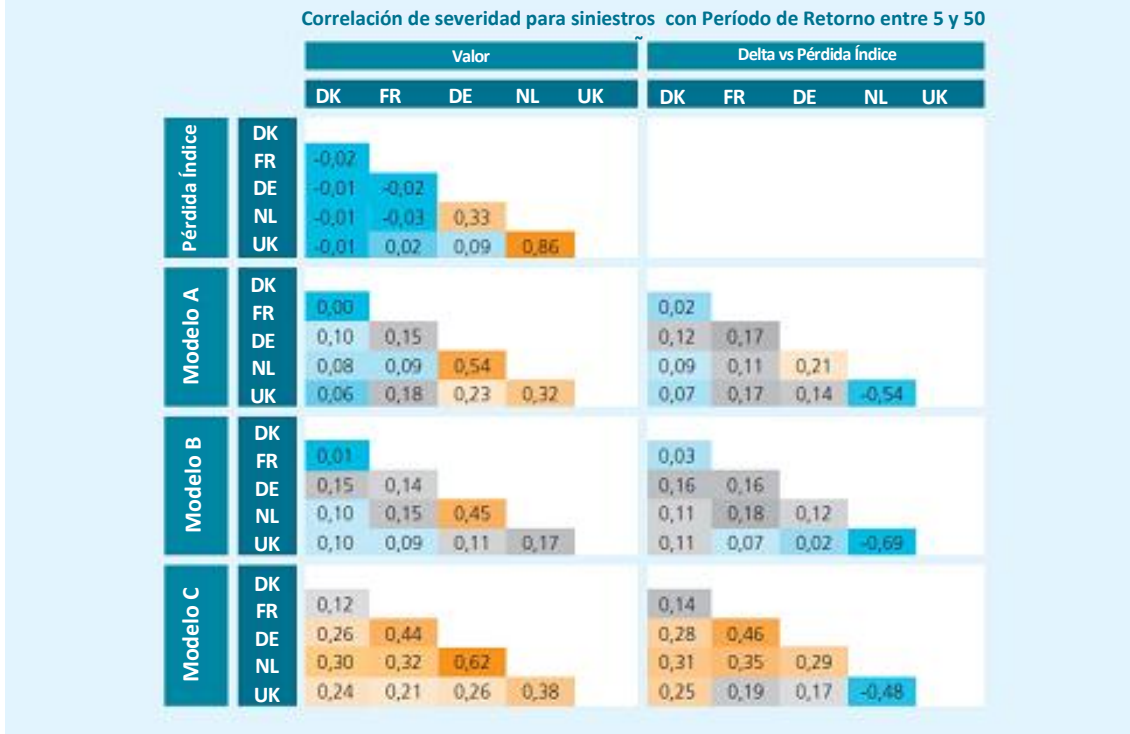 Correlación de severidad para siniestros con Período de Retorno entre 5 y 50
Valor Delta vs Pérdida Índice
DK FR DE NL UK DK FR DE NL UK
Pérdida Índice
DK
FR -0,02
DE -0,01 -0,02
NL -0,01 -0,03 0,33
UK -0,01 0,02 0,09 0,86
Modelo A
DK
FR 0,00 0,02
DE 0,10 0,15 0,12 0,17
NL 0,08 0,09 0,54 0,09 0,11 0,21
UK 0,06 0,18 0,23 0,32 0,07 0,17 0,14 -0,54
Modelo B
DK
FR 0,01 0,03
DE 0,15 0,14 0,16 0,16
NL 0,10 0,15 0,45 0,11 0,18 0,12
UK 0,10 0,09 0,11 0,17 0,11 0,07 0,02 -0,69
Modelo C
DK
FR 0,12 0,14
DE 0,26 0,44 0,28 0,46
NL 0,30 0,32 0,62 0,31 0,35 0,29
UK 0,24 0,21 0,26 0,38 0,25 0,19 0,17 -0,48